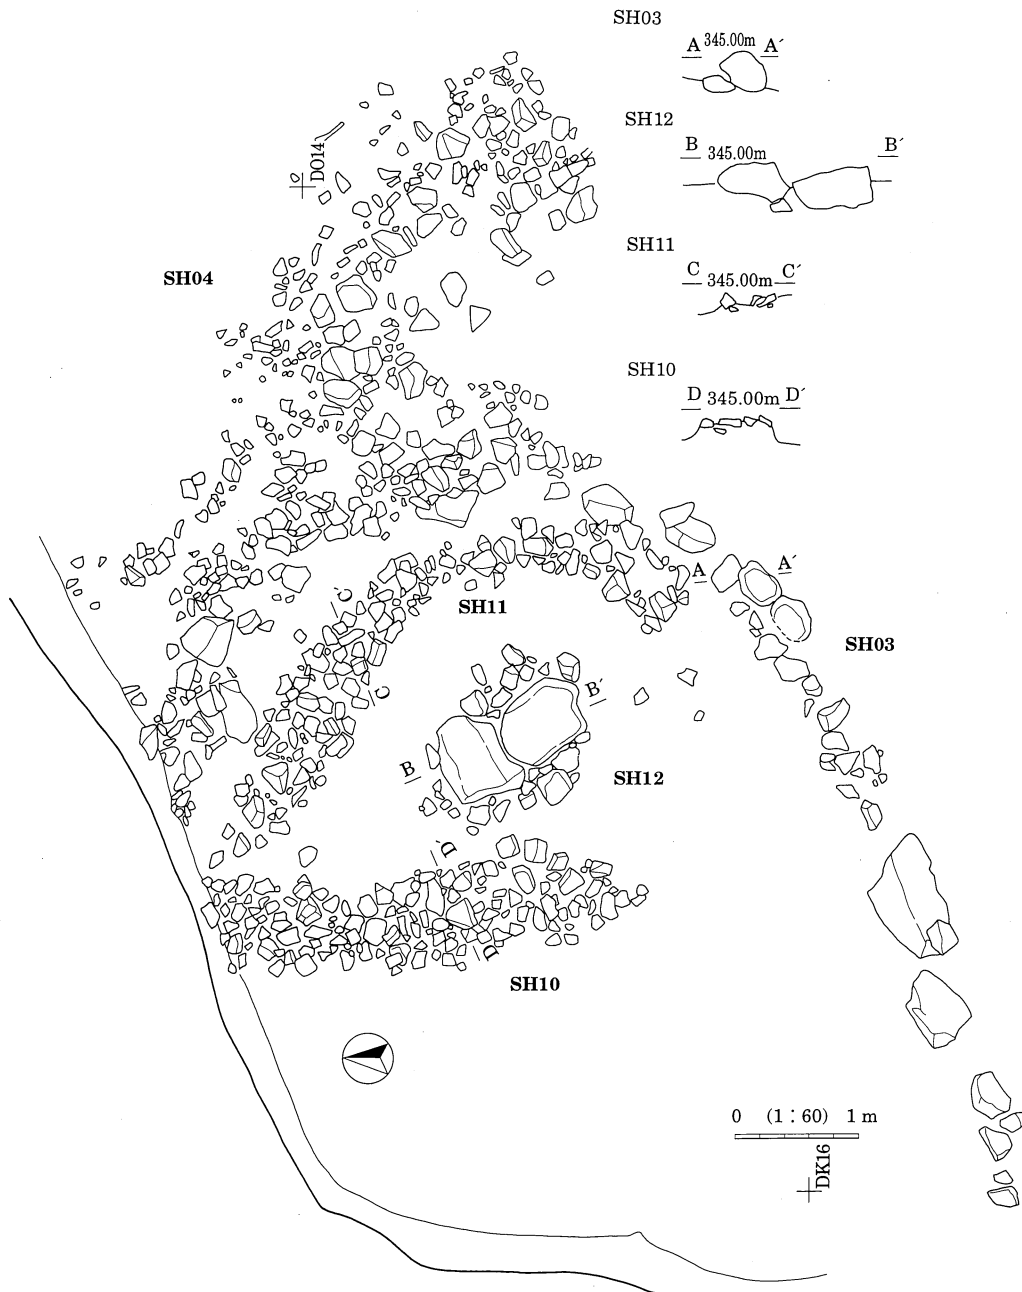 SH03
A 345.00m A´
SH12
B 345.00m B´
DO14
SH11
C 345.00m C´
SH04
SH10
D 345.00m D´
A A´
C´
SH11
SH03
C
B´
B
SH12
D´
D
SH10
0 (1：60) 1 m
DK16